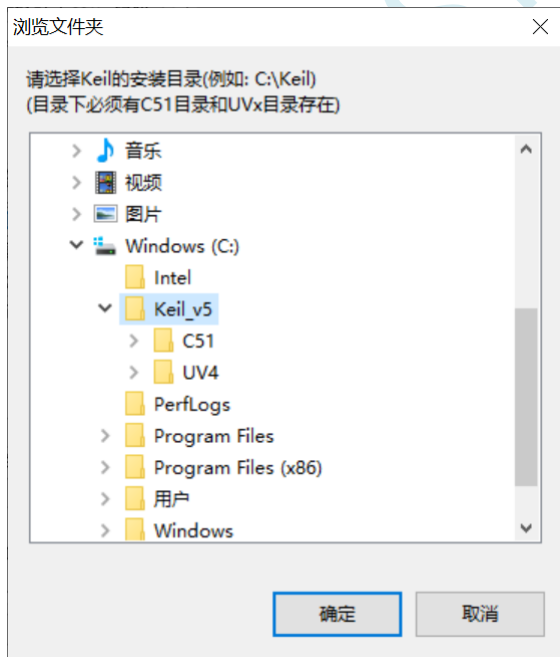 浏览文件夹
请选择Keil的安装目录(例如: C:\Keil)
(目录下必须有C51目录和UVx目录存在)
音乐
视频
图片
Windows (C:)
Intel
Keil_v5
C51
UV4
PerfLogs
Program Files
Program Files (x86)
用户
Windows
确定
取消